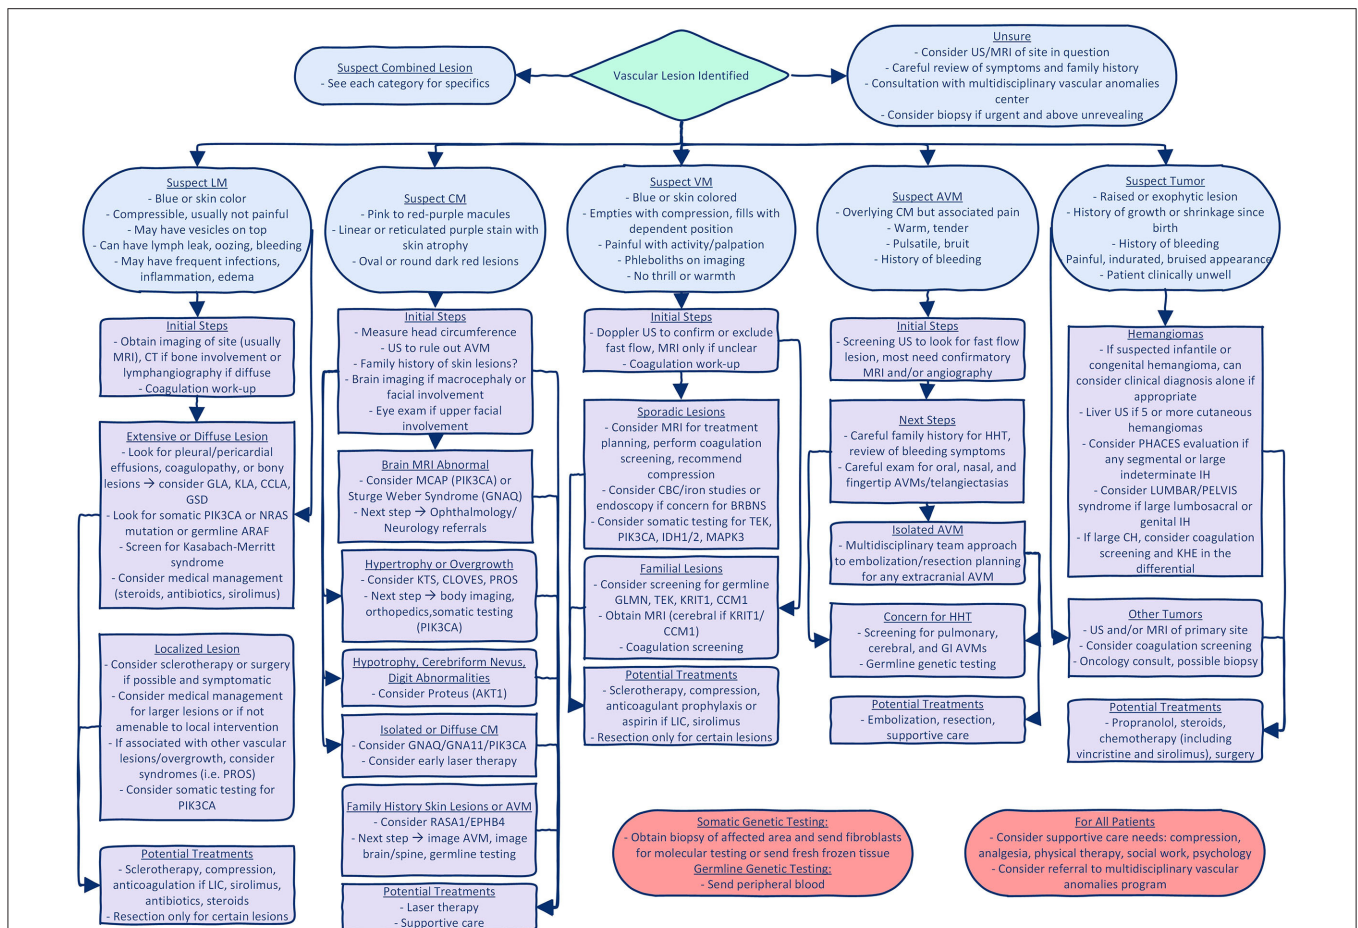 Vascular Lesion Identified
Suspect Combined Lesion
- See each category for specifics
Unsure
- Consider US/MRI of site in question
- Careful review of symptoms and family history
- Consultation with multidisciplinary vascular anomalies
center
- Consider biopsy if urgent and above unrevealing
Suspect LM
- Blue or skin color
- Compressible, usually not painful
- May have vesicles on top
- Can have lymph leak, oozing, bleeding
- May have frequent infections,
inflammation, edema
Initial Steps
- Obtain imaging of site (usually
MRI), CT if bone involvement or
lymphangiography if diffuse
- Coagulation work-up
Extensive or Diffuse Lesion
- Look for pleural/pericardial
effusions, coagulopathy, or bony
lesions → consider GLA, KLA, CCLA,
GSD
- Look for somatic PIK3CA or NRAS
mutation or germline ARAF
- Screen for Kasabach-Merritt
syndrome
- Consider medical management
(steroids, antibiotics, sirolimus)
Localized Lesion
- Consider sclerotherapy or surgery
if possible and symptomatic
- Consider medical management
for larger lesions or if not
amenable to local intervention
- If associated with other vascular
lesions/overgrowth, consider
syndromes (i.e. PROS)
- Consider somatic testing for
PIK3CA
Potential Treatments
- Sclerotherapy, compression,
anticoagulation if LIC, sirolimus,
antibiotics, steroids
- Resection only for certain lesions
Suspect CM
- Pink to red-purple macules
- Linear or reticulated purple stain with
skin atrophy
- Oval or round dark red lesions
Initial Steps
- Measure head circumference
- US to rule out AVM
- Family history of skin lesions?
- Brain imaging if macrocephaly or
facial involvement
- Eye exam if upper facial
involvement
Brain MRI Abnormal
- Consider MCAP (PIK3CA) or
Sturge Weber Syndrome (GNAQ)
- Next step → Ophthalmology/
Neurology referrals
Hypertrophy or Overgrowth
- Consider KTS, CLOVES, PROS
- Next step → body imaging,
orthopedics,somatic testing
(PIK3CA)
Hypotrophy, Cerebriform Nevus,
Digit Abnormalities
- Consider Proteus (AKT1)
Isolated or Diffuse CM
- Consider GNAQ/GNA11/PIK3CA
- Consider early laser therapy
Family History Skin Lesions or AVM
- Consider RASA1/EPHB4
- Next step → image AVM, image
brain/spine, germline testing
Potential Treatments
- Laser therapy
- Supportive care
Suspect VM
- Blue or skin colored
- Empties with compression, fills with
dependent position
- Painful with activity/palpation
- Phleboliths on imaging
- No thrill or warmth
Initial Steps
- Doppler US to confirm or exclude
fast flow, MRI only if unclear
- Coagulation work-up
Sporadic Lesions
- Consider MRI for treatment
planning, perform coagulation
screening, recommend
compression
- Consider CBC/iron studies or
endoscopy if concern for BRBNS
- Consider somatic testing for TEK,
PIK3CA, IDH1/2, MAPK3
Familial Lesions
- Consider screening for germline
GLMN, TEK, KRIT1, CCM1
- Obtain MRI (cerebral if KRIT1/
CCM1)
- Coagulation screening
Potential Treatments
- Sclerotherapy, compression,
anticoagulant prophylaxis or
aspirin if LIC, sirolimus
- Resection only for certain lesions
Suspect AVM
- Overlying CM but associated pain
- Warm, tender
- Pulsatile, bruit
- History of bleeding
Initial Steps
- Screening US to look for fast flow
lesion, most need confirmatory
MRI and/or angiography
Next Steps
- Careful family history for HHT,
review of bleeding symptoms
- Careful exam for oral, nasal, and
fingertip AVMs/telangiectasias
Isolated AVM
- Multidisciplinary team approach
to embolization/resection planning
for any extracranial AVM
Concern for HHT
- Screening for pulmonary,
cerebral, and GI AVMs
- Germline genetic testing
Potential Treatments
- Embolization, resection,
supportive care
Suspect Tumor
- Raised or exophytic lesion
- History of growth or shrinkage since
birth
- History of bleeding
Painful, indurated, bruised appearance
- Patient clinically unwell
Hemangiomas
- If suspected infantile or
congenital hemangioma, can
consider clinical diagnosis alone if
appropriate
- Liver US if 5 or more cutaneous
hemangiomas
- Consider PHACES evaluation if
any segmental or large
indeterminate IH
- Consider LUMBAR/PELVIS
syndrome if large lumbosacral or
genital IH
- If large CH, consider coagulation
screening and KHE in the
differential
Other Tumors
- US and/or MRI of primary site
- Consider coagulation screening
- Oncology consult, possible biopsy
Potential Treatments
- Propranolol, steroids,
chemotherapy (including
vincristine and sirolimus), surgery
Somatic Genetic Testing:
- Obtain biopsy of affected area and send fibroblasts
for molecular testing or send fresh frozen tissue
Germline Genetic Testing:
- Send peripheral blood
For All Patients
- Consider supportive care needs: compression,
analgesia, physical therapy, social work, psychology
- Consider referral to multidisciplinary vascular
anomalies program